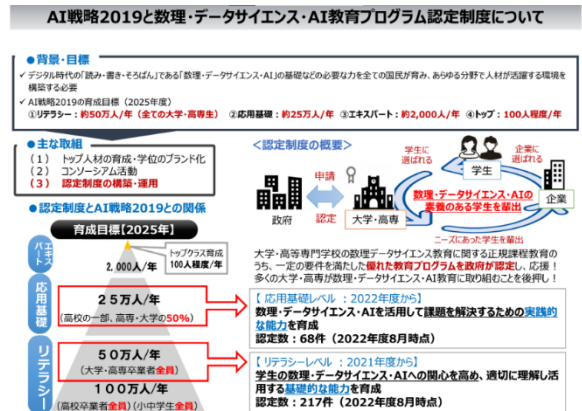 AI戦略2019と数理・データサイエンス・AI教育プログラム認定制度について
●背景・目標
✓ デジタル時代の「読み・書き・そろばん」である「数理・データサイエンス・AI」の基礎などの必要な力を全ての国民が育み、あらゆる分野で人材が活躍する環境を
構築する必要
✓ AI戦略2019の育成目標（2025年度）
①リテラシー：約50万人/年（全ての大学・高専生） ②応用基礎：約25万人/年 ③エキスパート：約2,000人/年 ④トップ：100人程度/年
●主な取組
（1） トップ人材の育成・学位のブランド化
（2） コンソーシアム活動
（3） 認定制度の構築・運用
●認定制度とAI戦略2019との関係
育成目標【2025年】
エキスパート
トップクラス育成
100人程度/年
2,000人/年
応用基礎
25万人/年
（高校の一部、高専・大学の50%）
リテラシー
50万人/年
（大学・高専卒業者全員）
100万人/年
（高校卒業者全員）（小中学生全員）
＜認定制度の概要＞
学生に
選ばれる
企業に
選ばれる
学生
申請
認定
政府
大学・高専
企業
数理・データサイエンス・AIの
素養のある学生を輩出
ニーズにあった学生を輩出
大学・高等専門学校の数理データサイエンス教育に関する正規課程教育の
うち、一定の要件を満たした優れた教育プログラムを政府が認定し、応援！
多くの大学・高専が数理・データサイエンス・AI教育に取り組むことを後押し！
【 応用基礎レベル ：2022年度から】
数理・データサイエンス・AIを活用して課題を解決するための実践的
な能力を育成
認定数：68件（2022年8月時点）
【 リテラシーレベル ：2021年度から】
学生の数理・データサイエンス・AIへの関心を高め、適切に理解し活
用する基礎的な能力を育成
認定数：217件（2022年8月時点）